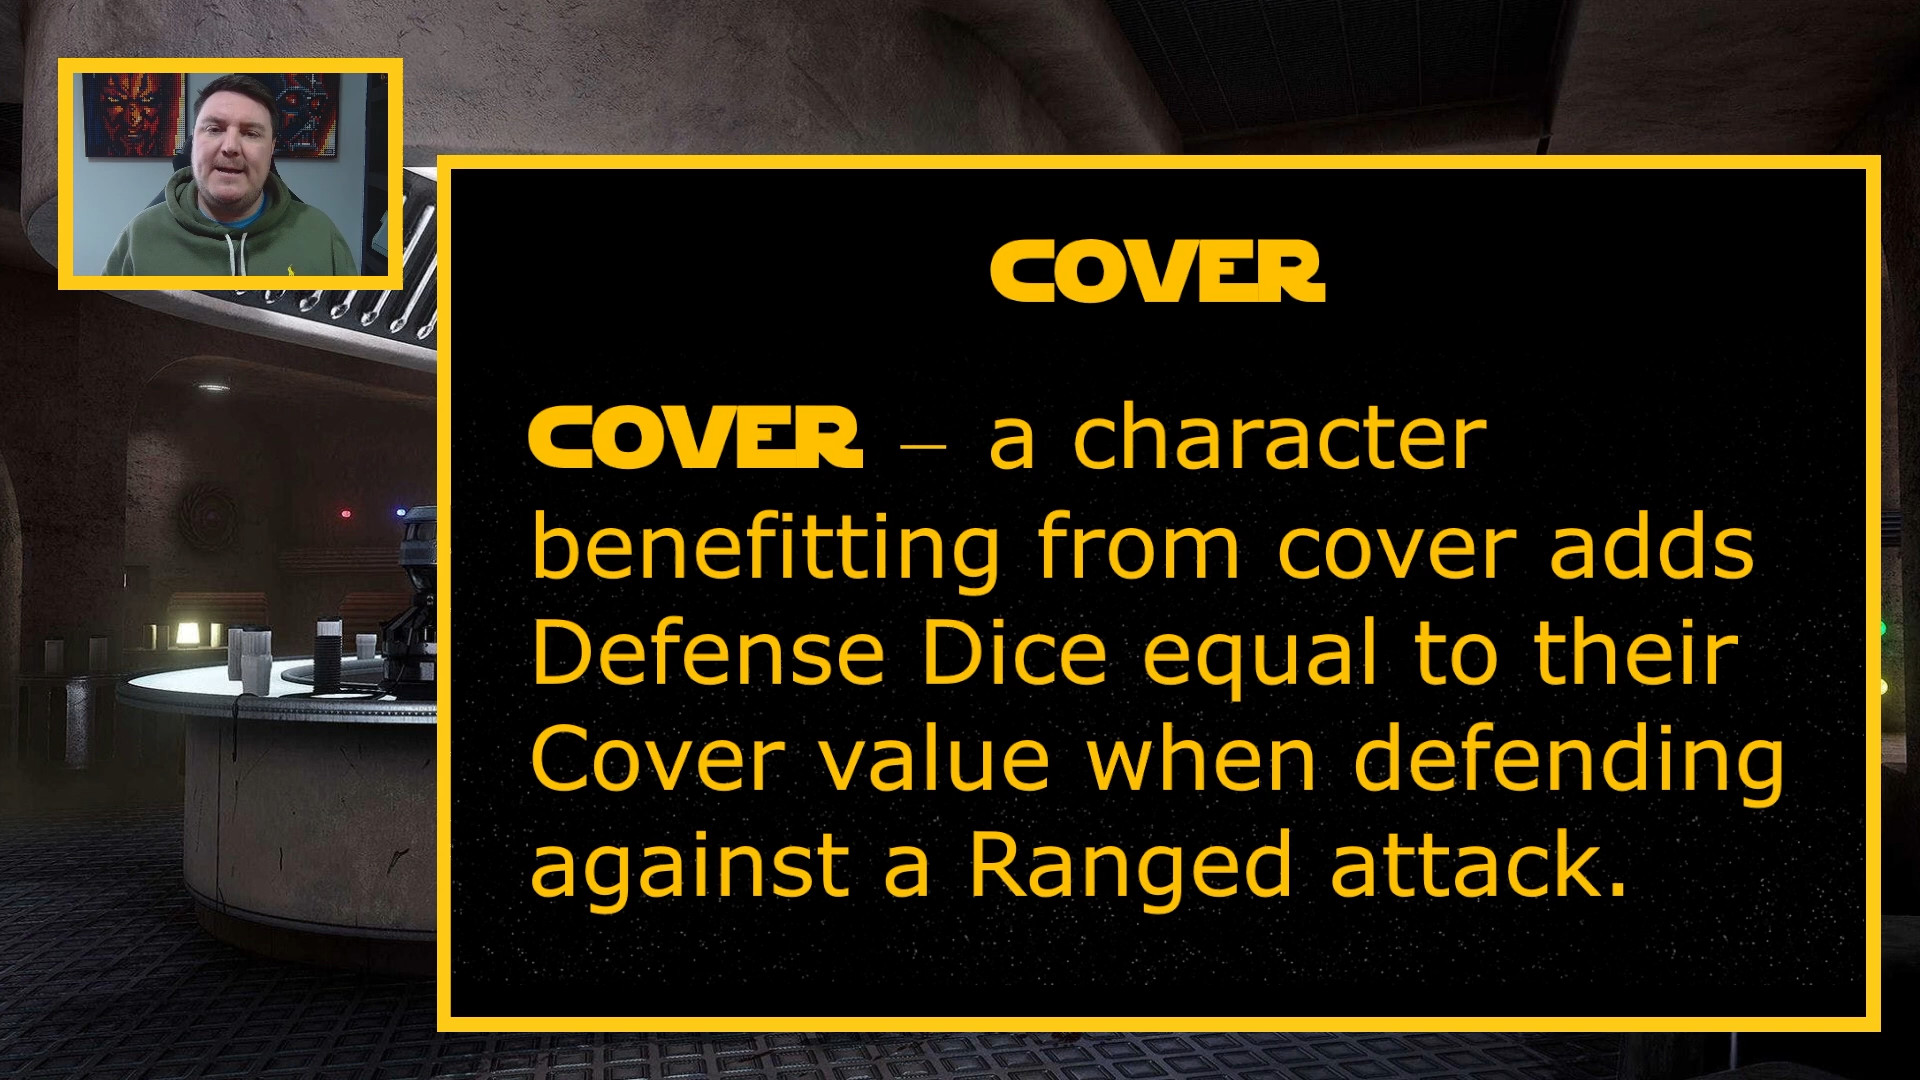 COVER
COVER – a character
benefitting from cover adds
Defense Dice equal to their
Cover value when defending
against a Ranged attack.